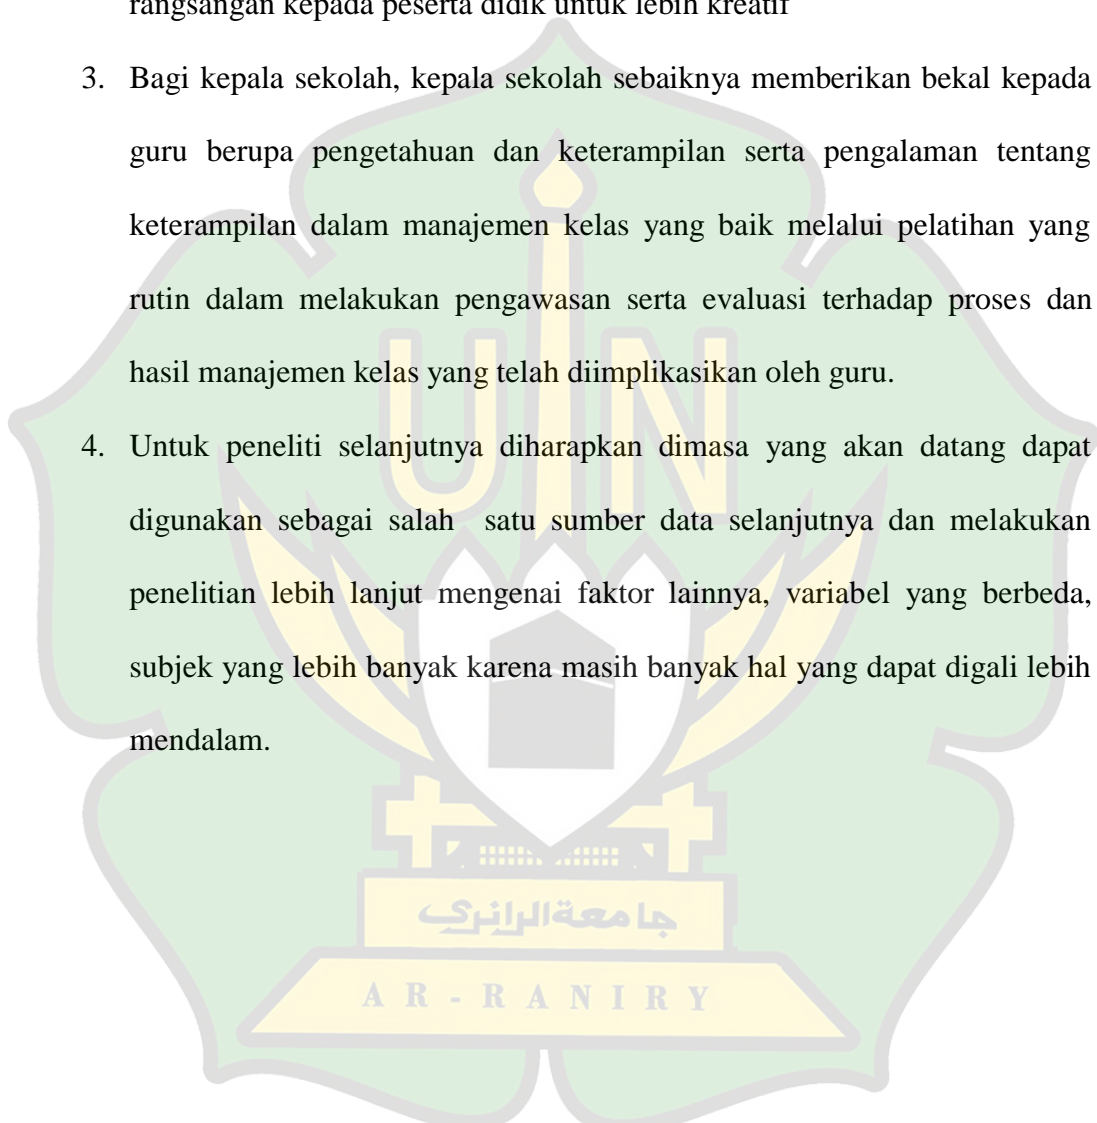 rangsangan kepada peserta didik untuk lebih kreatif
3. Bagi kepala sekolah, kepala sekolah sebaiknya memberikan bekal kepada
guru berupa pengetahuan dan keterampilan serta pengalaman tentang
keterampilan dalam manajemen kelas yang baik melalui pelatihan yang
rutin dalam melakukan pengawasan serta evaluasi terhadap proses dan
hasil manajemen kelas yang telah diimplikasikan oleh guru.
4. Untuk peneliti selanjutnya diharapkan dimasa yang akan datang dapat
digunakan sebagai salah satu sumber data selanjutnya dan melakukan
penelitian lebih lanjut mengenai faktor lainnya, variabel yang berbeda,
subjek yang lebih banyak karena masih banyak hal yang dapat digali lebih
mendalam.
UIN
جامعة الرانري
AR-RANIRY